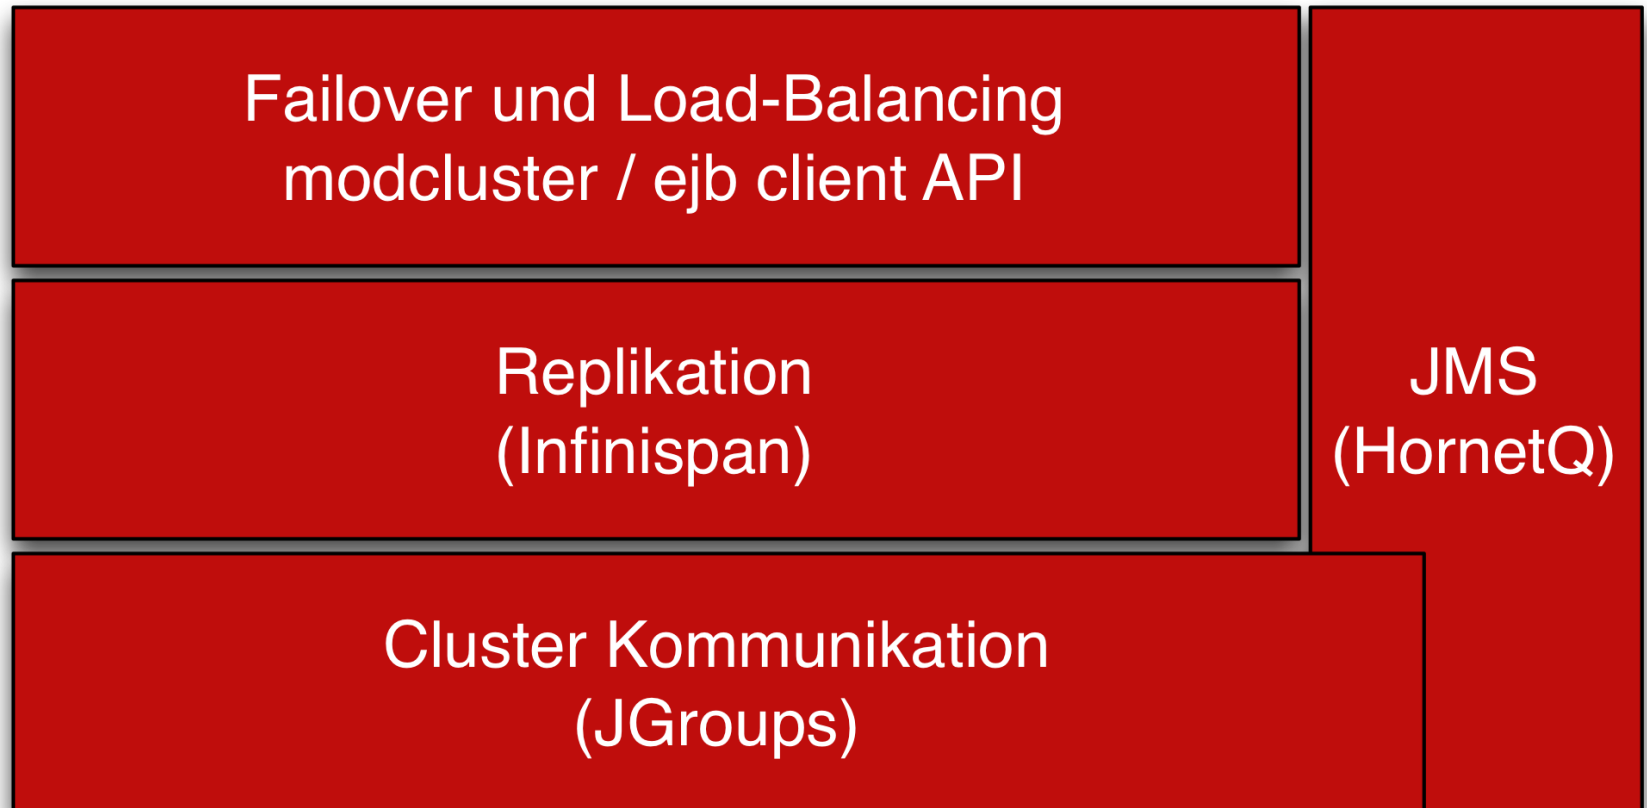 Failover und Load-Balancing
modcluster / ejb client API
Replikation
(Infinispan)
JMS
(HornetQ)
Cluster Kommunikation
(JGroups)